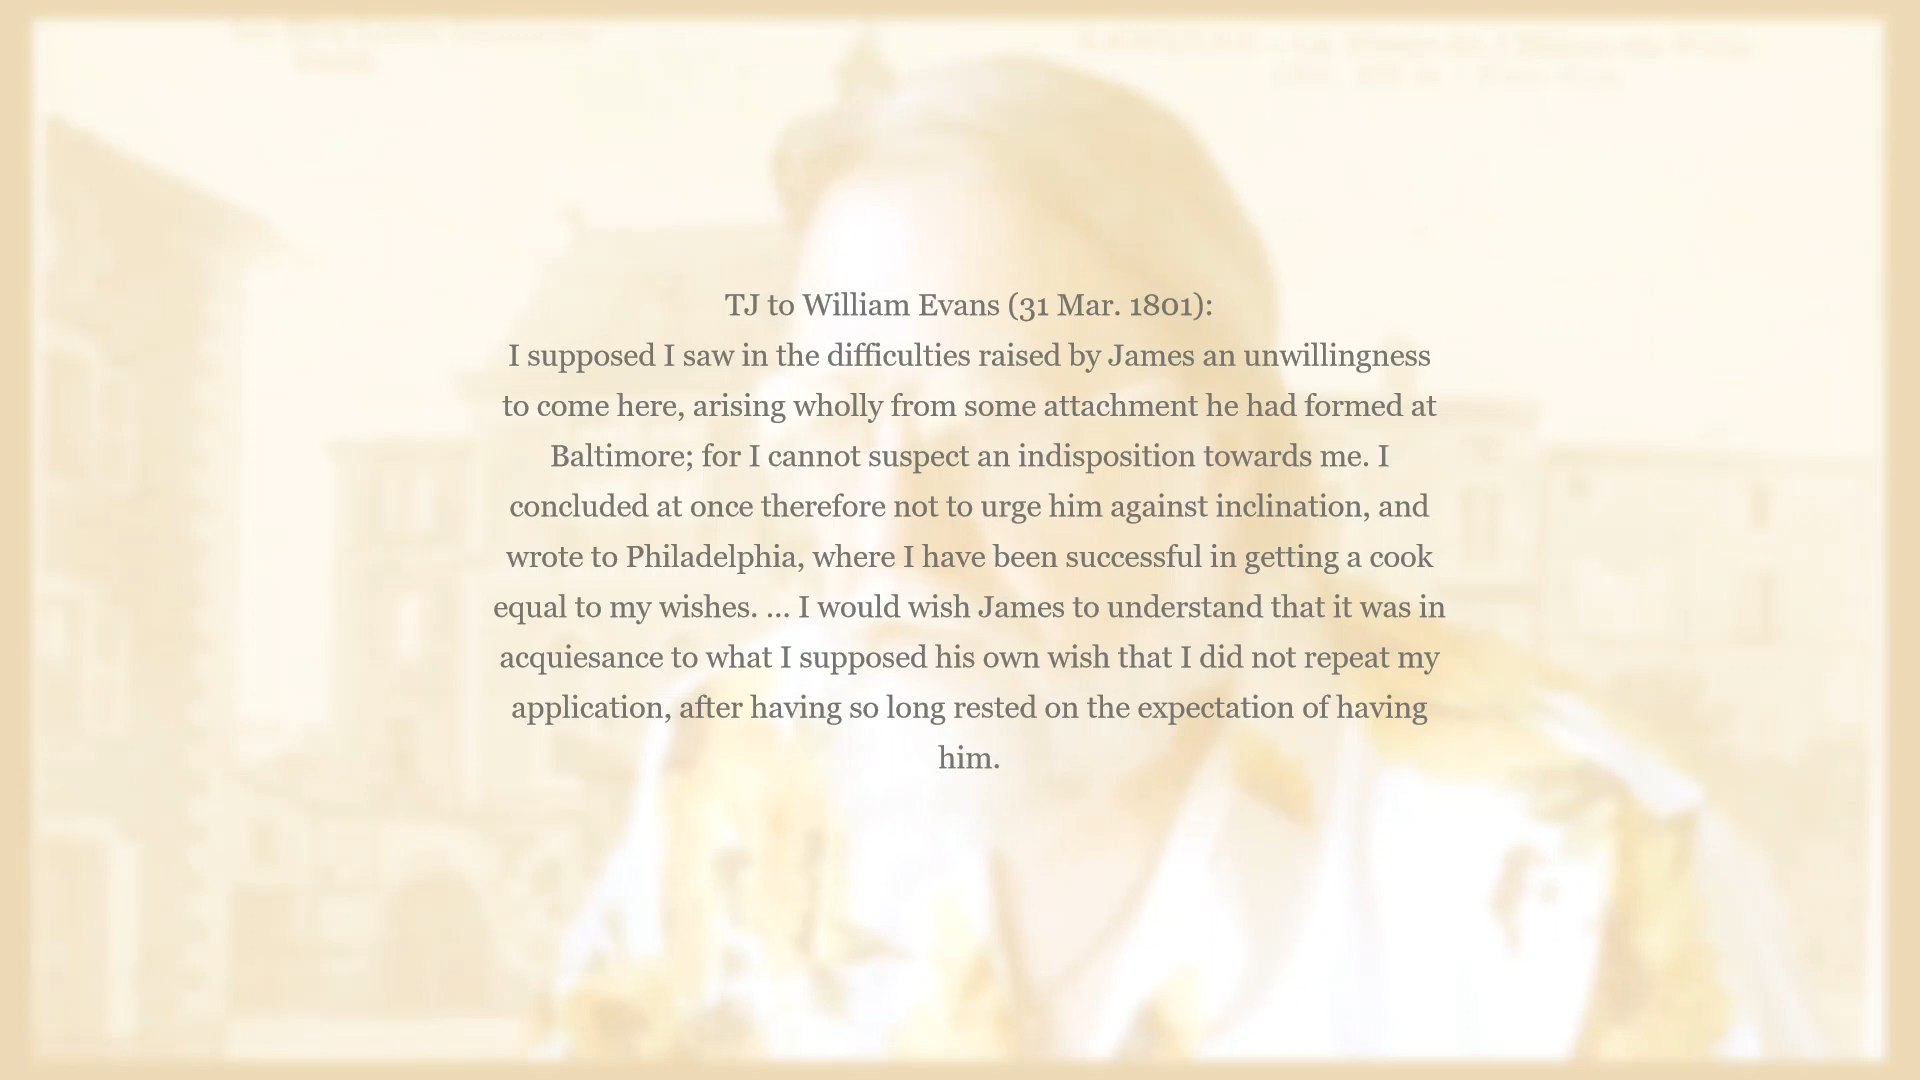 TJ to William Evans (31 Mar. 1801):
I supposed I saw in the difficulties raised by James an unwillingness
to come here, arising wholly from some attachment he had formed at
Baltimore; for I cannot suspect an indisposition towards me. I
concluded at once therefore not to urge him against inclination, and
wrote to Philadelphia, where I have been successful in getting a cook
equal to my wishes. ... I would wish James to understand that it was in
acquiesance to what I supposed his own wish that I did not repeat my
application, after having so long rested on the expectation of having
him.